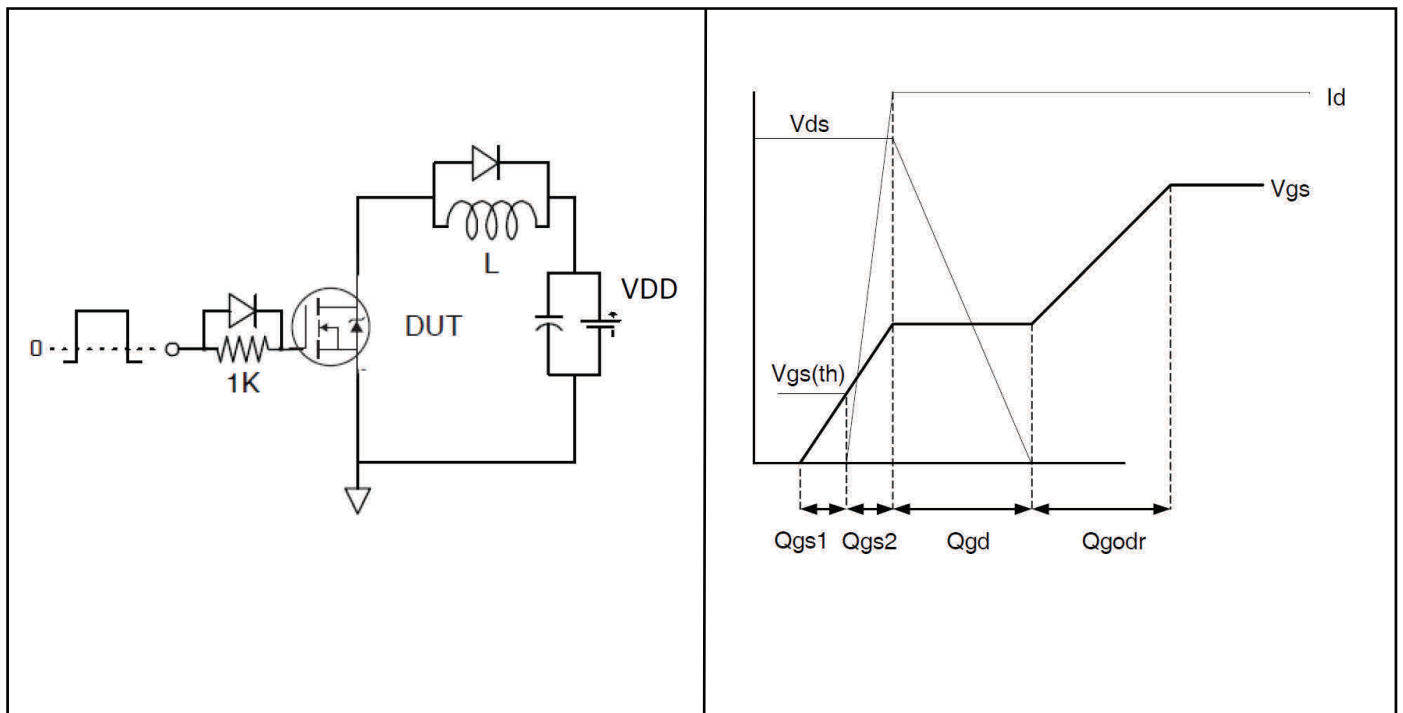 L
VDD
DUT
0
1K
Id
Vds
Vgs
Vgs(th)
Qgs1 Qgs2 Qgd Qgodr